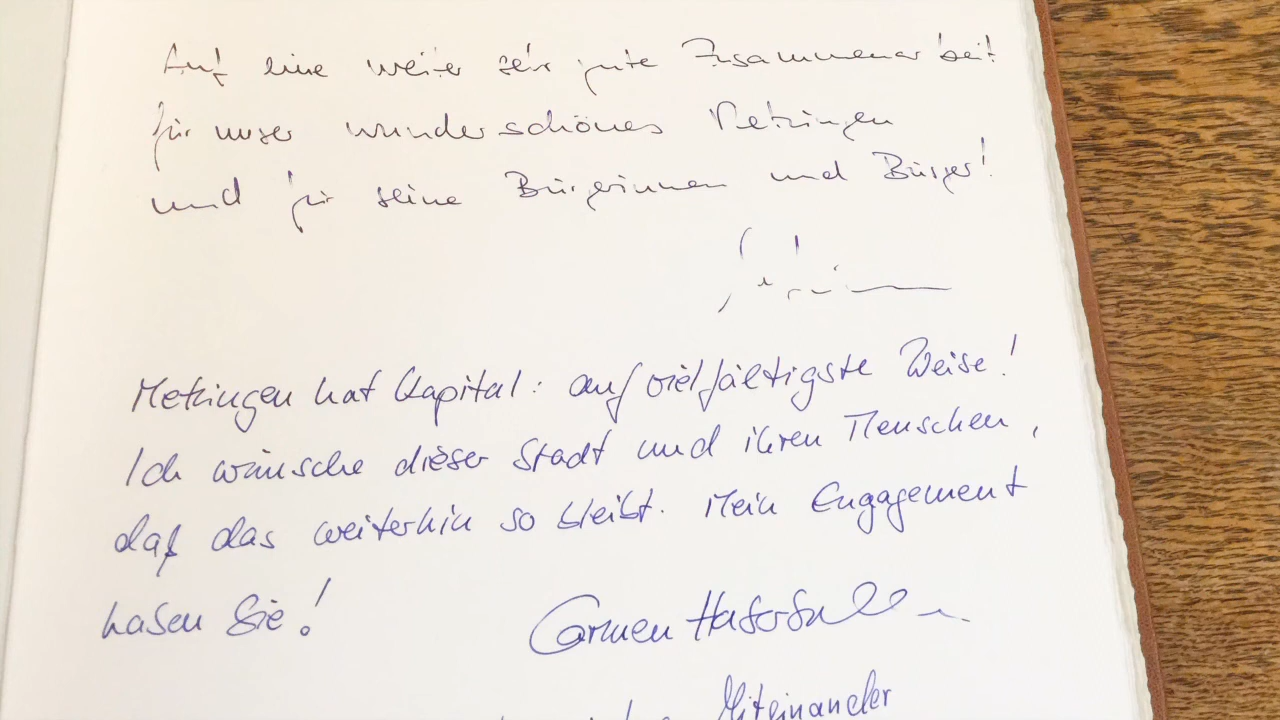 Auf eine weiter sehr gute Zusammenarbeit
für unser wunderschönes Metzingen
und für seine Bürgerinnen und Bürger!
Metzingen hat Kapital: auf vielfältigste Weise!
Ich wünsche dieser Stadt und ihren Menschen,
daß das weiterhin so bleibt. Mein Engagement
haben Sie!
Carmen
Miteinander